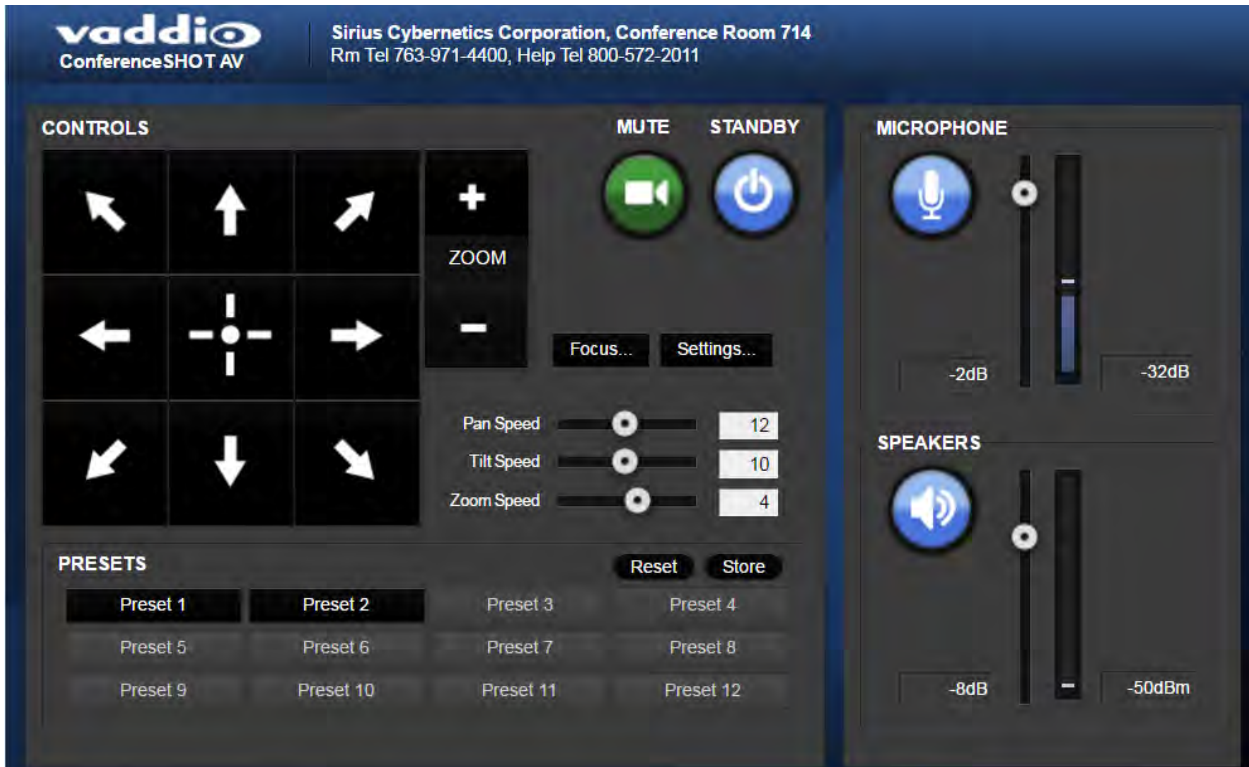 vaddio
ConferenceSHOT AV
Sirius Cybernetics Corporation, Conference Room 714
Rm Tel 763-971-4400, Help Tel 800-572-2011
CONTROLS
MUTE STANDBY
+
ZOOM
-
Focus... Settings...
Pan Speed 12
Tilt Speed 10
Zoom Speed 4
PRESETS
Reset Store
Preset 1 Preset 2 Preset 3 Preset 4
Preset 5 Preset 6 Preset 7 Preset 8
Preset 9 Preset 10 Preset 11 Preset 12
MICROPHONE
-2dB -32dB
SPEAKERS
-8dB -50dBm